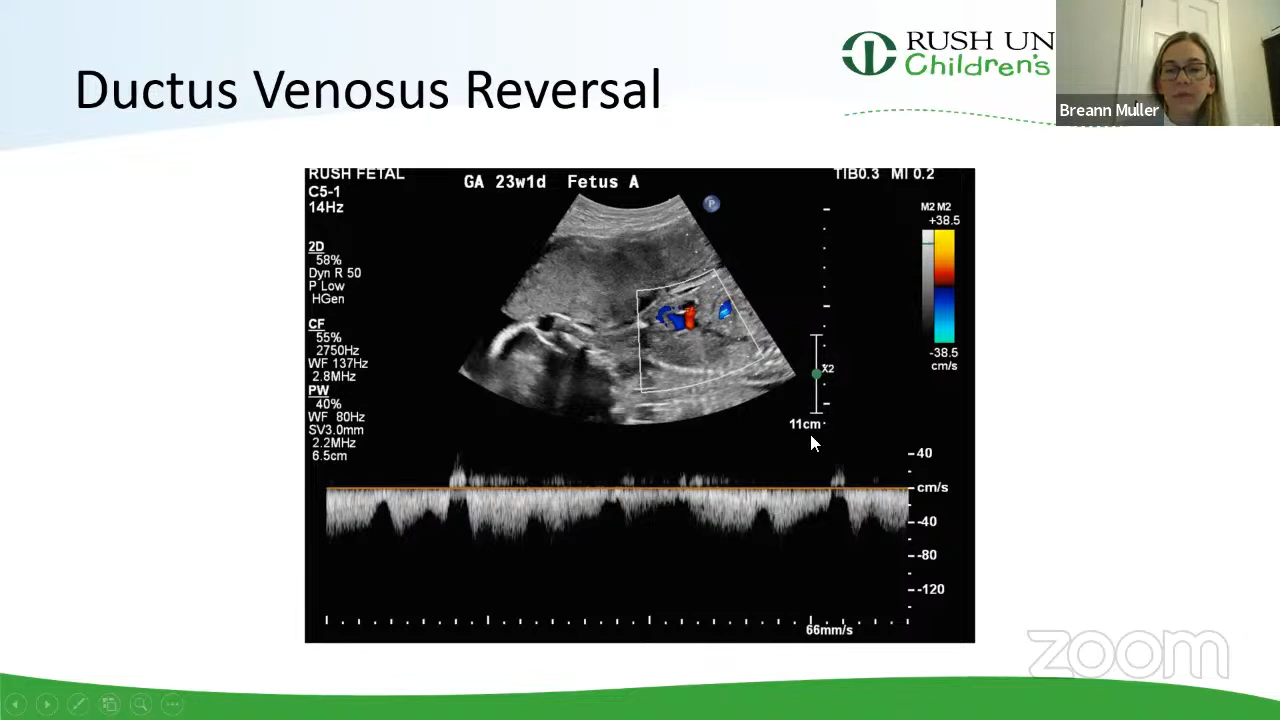 Ductus Venosus Reversal
RUSH UN
Children's
Breann Muller
RUSH FETAL
C5-1
14Hz
GA 23w1d Fetus A
TIB0.3 MI 0.2
P
M2 M2
+38.5
-38.5
cm/s
2D
58%
Dyn R 50
P Low
HGen
CF
55%
2750Hz
WF 137Hz
2.8MHz
PW
40%
WF 80Hz
SV3.0mm
2.2MHz
6.5cm
X2
11cm
40
cm/s
-40
-80
-120
66mm/s
zoom